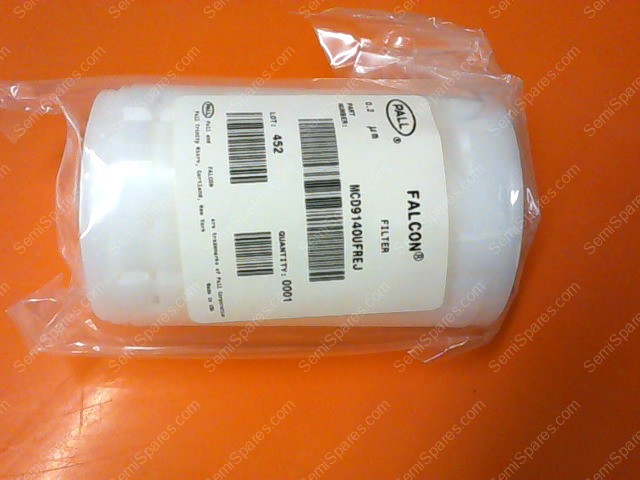 PALL®
FALCON®
FILTER
0.2 µm
PART
NUMBER:
MCD9140UFREJ
LOT: 452
QUANTITY: 0001
PALL Pall and FALCON are trademarks of Pall Corporation
Pall Trinity Micro, Cortland, New York
Made in USA
SemiSpares.com